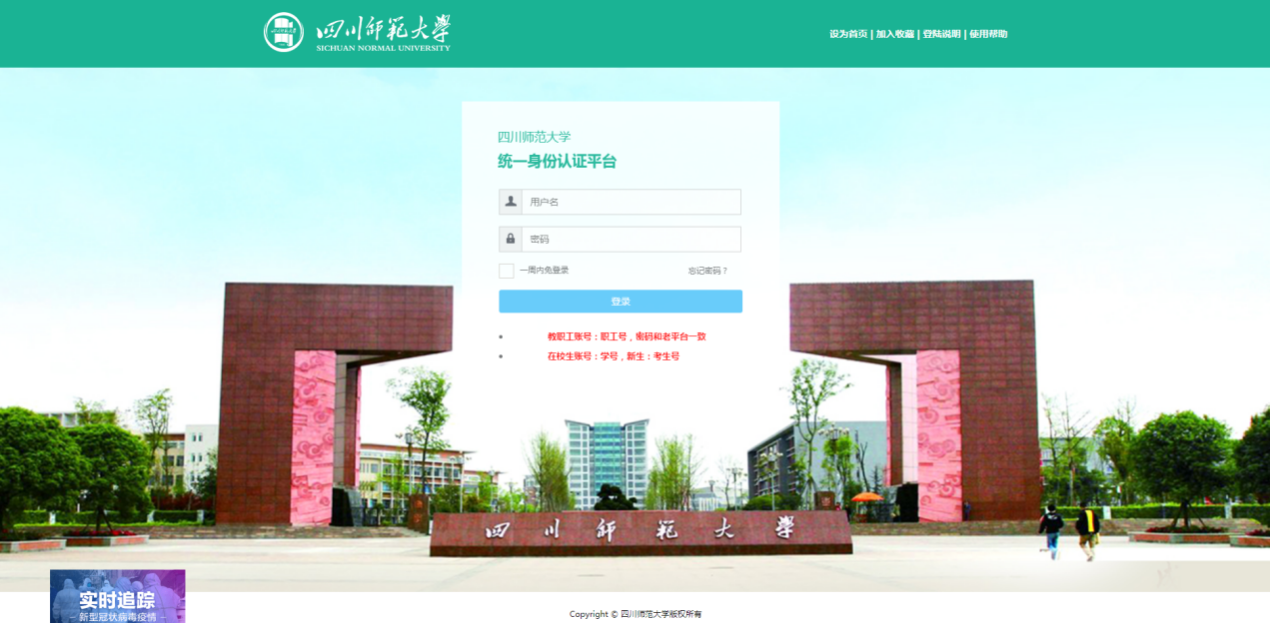 四川师范大学
SICHUAN NORMAL UNIVERSITY
设为首页 | 加入收藏 | 登陆说明 | 使用帮助
四川师范大学
统一身份认证平台
用户名
密码
一周内免登录 忘记密码？
登录
教职工账号：职工号，密码和老平台一致
在校生账号：学号，新生：考生号
四川师范大學
实时追踪
新型冠状病毒疫情
Copyright © 四川师范大学版权所有